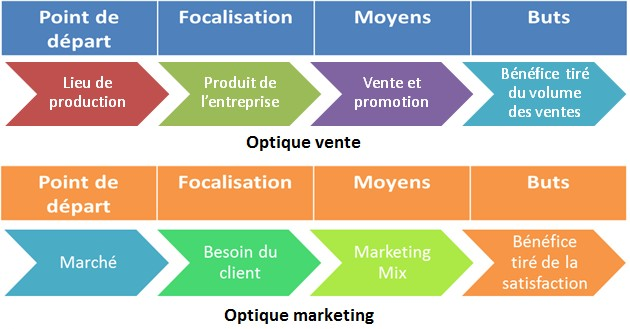 Point de départ Focalisation Moyens Buts
Lieu de production Produit de l'entreprise Vente et promotion Bénéfice tiré du volume des ventes
Optique vente
Point de départ Focalisation Moyens Buts
Marché Besoin du client Marketing Mix Bénéfice tiré de la satisfaction
Optique marketing